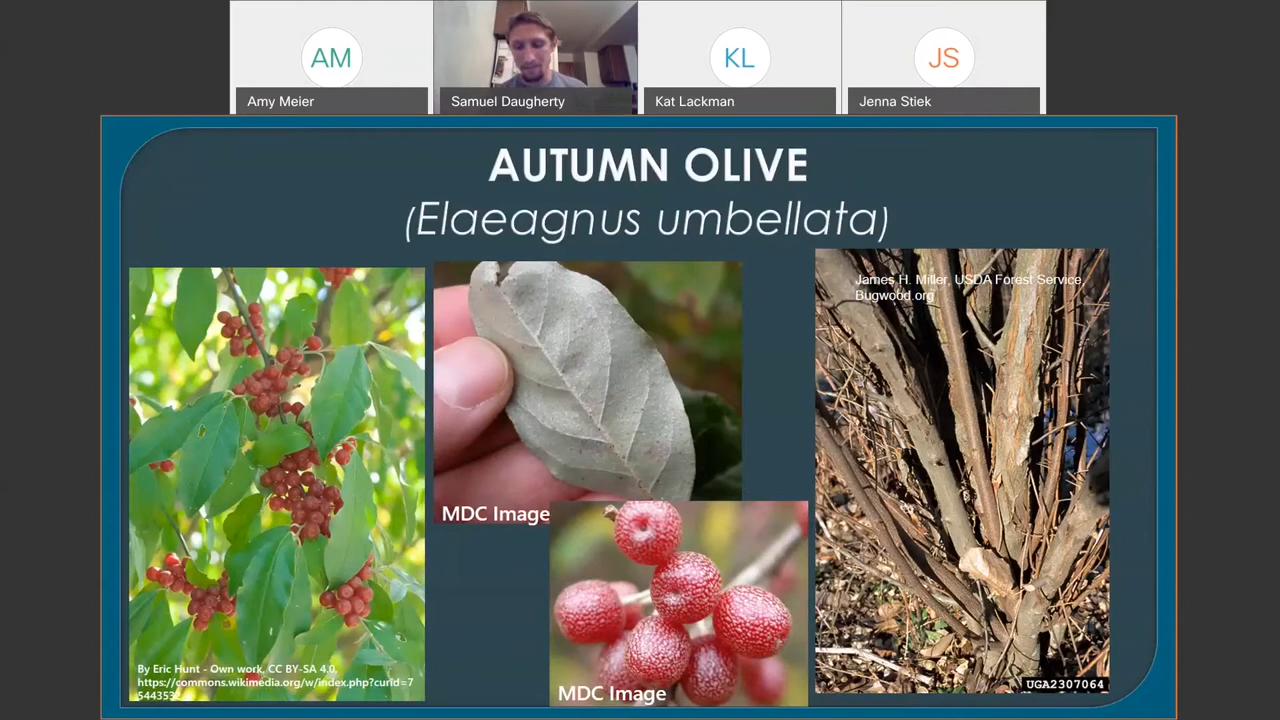 AM
KL
JS
Amy Meier
Samuel Daugherty
Kat Lackman
Jenna Stiek
AUTUMN OLIVE
(Elaeagnus umbellata)
James H. Miller, USDA Forest Service,
Bugwood.org
MDC Image
By Eric Hunt - Own work, CC BY-SA 4.0,
https://commons.wikimedia.org/w/index.php?curid=7
MDC Image
UGA2307064